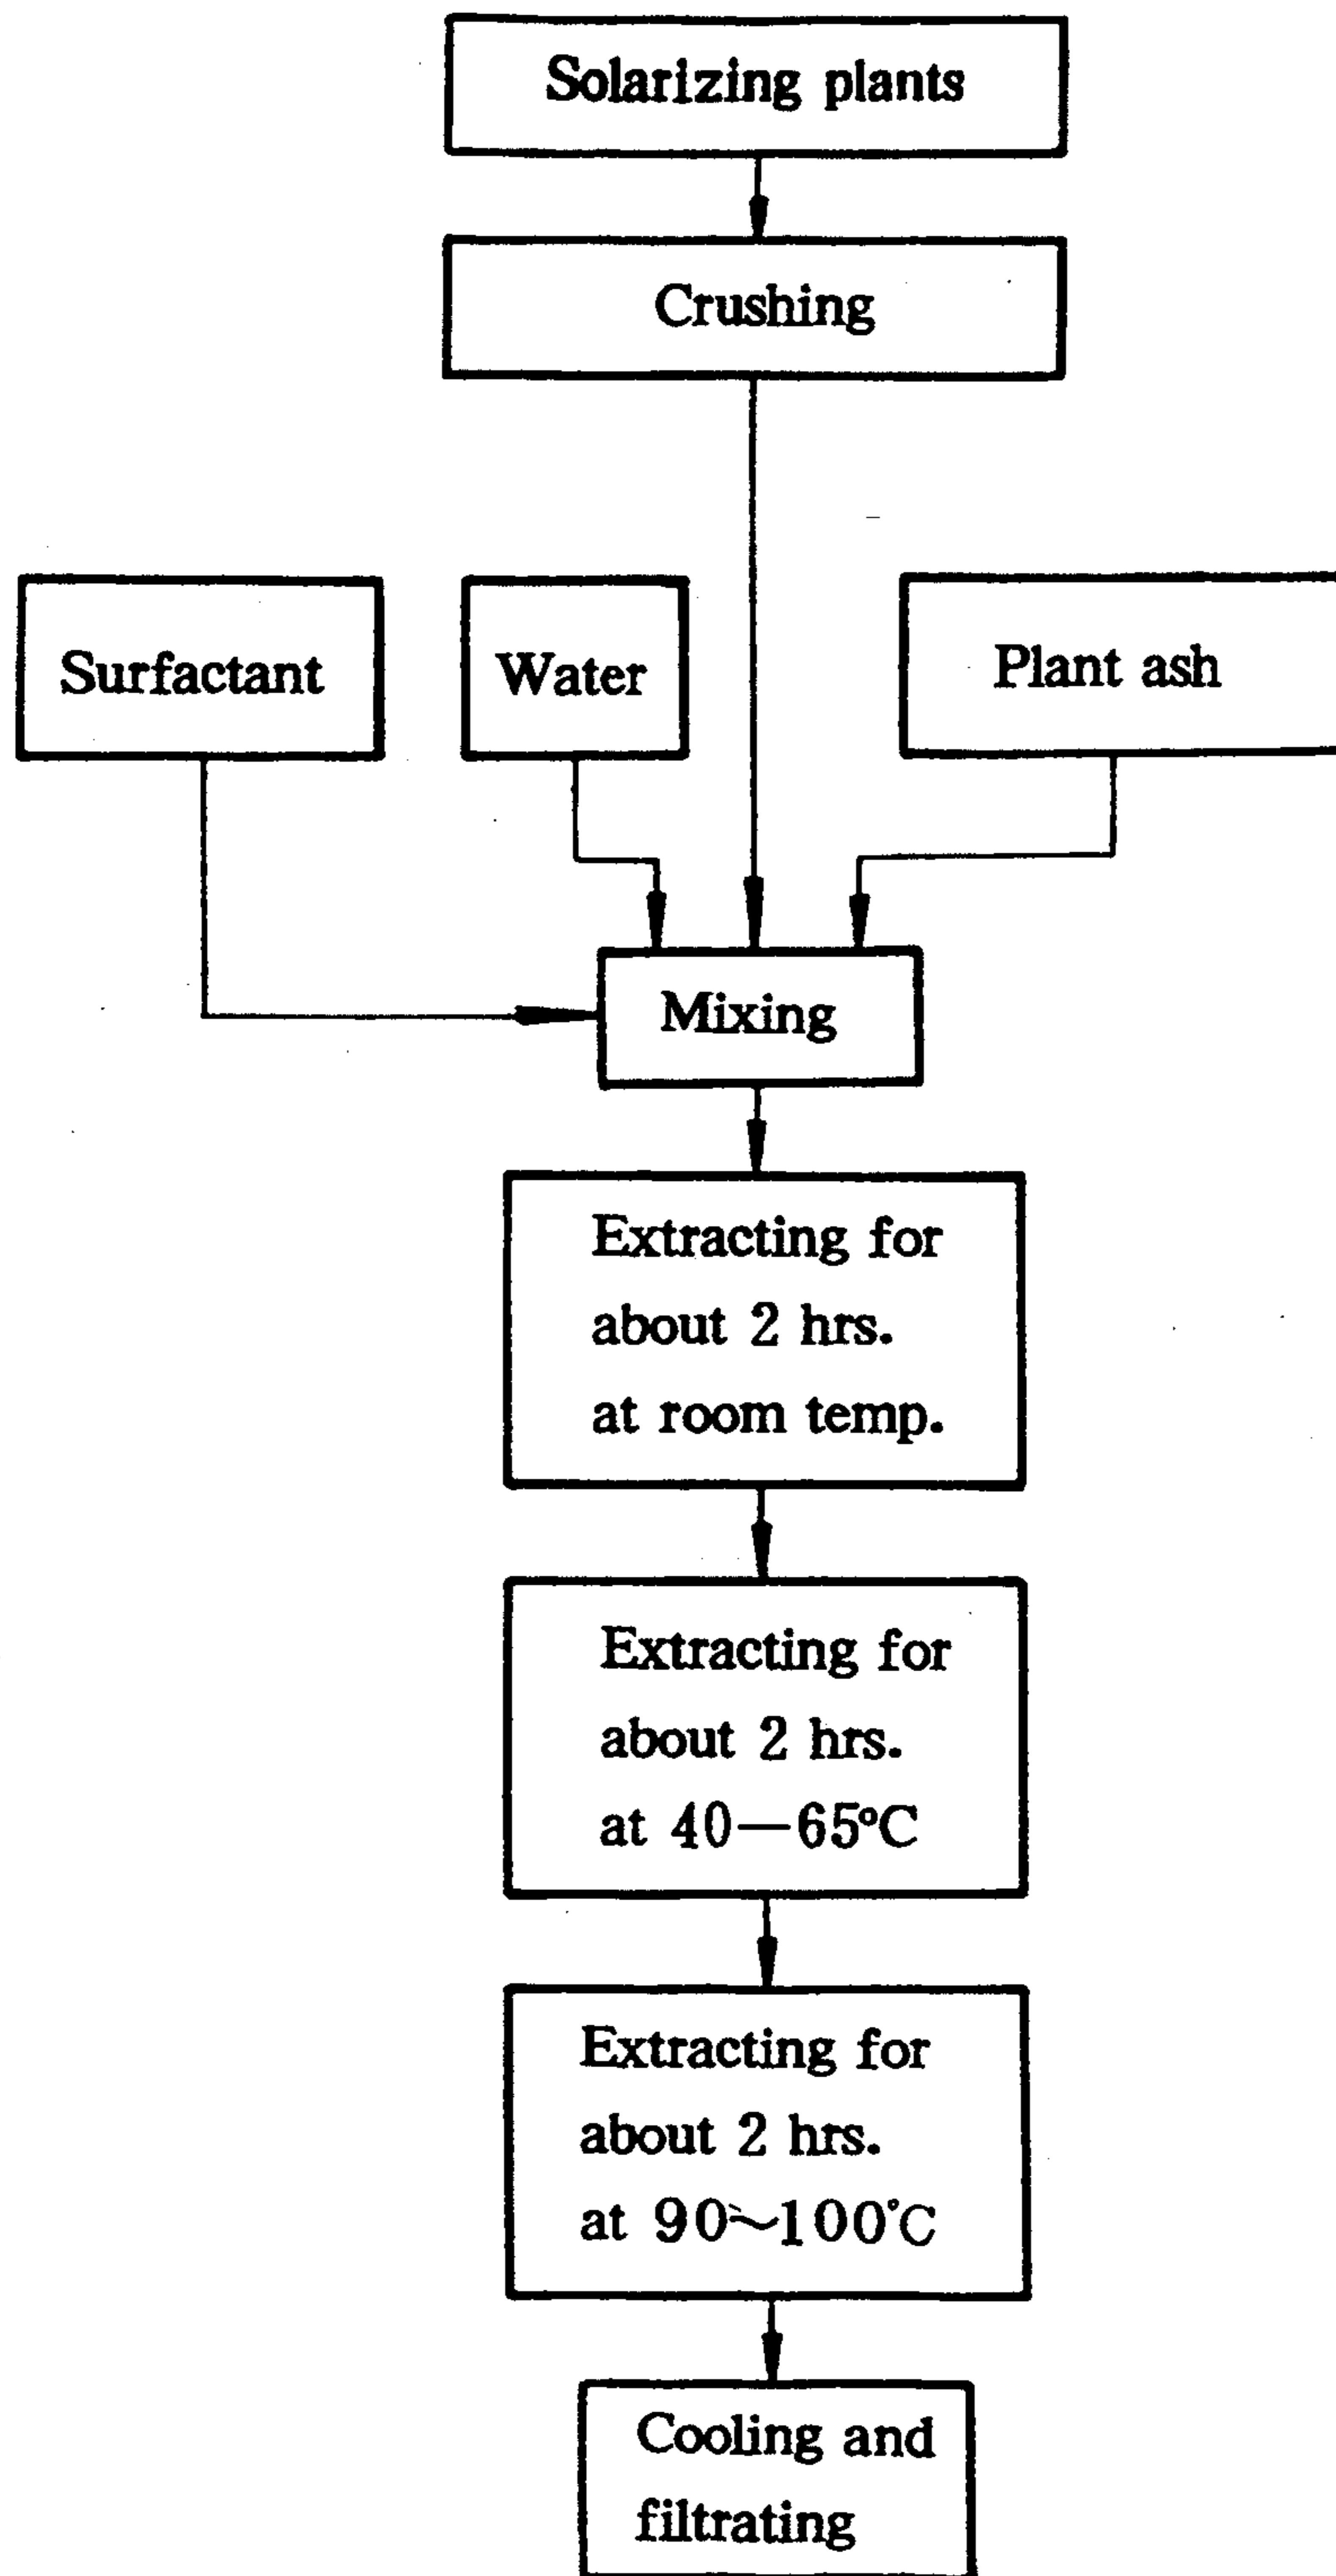 Solarizing plants
Crushing
Surfactant
Water
Plant ash
Mixing
Extracting for
about 2 hrs.
at room temp.
Extracting for
about 2 hrs.
at 40—65°C
Extracting for
about 2 hrs.
at 90~100℃
Cooling and
filtrating